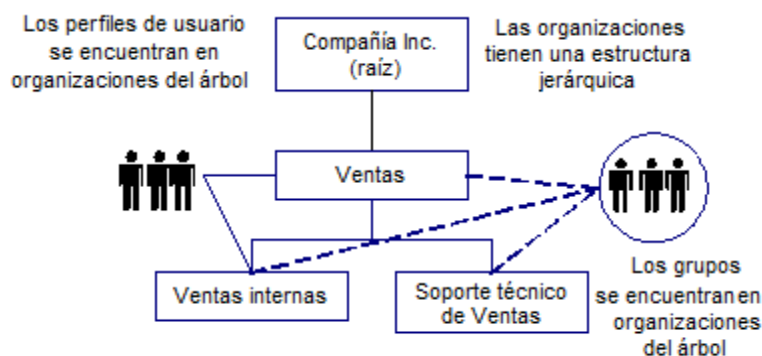 Los perfiles de usuario
se encuentran en
organizaciones del árbol
Compañía Inc.
(raíz)
Las organizaciones
tienen una estructura
jerárquica
Ventas
Ventas internas
Soporte técnico
de Ventas
Los grupos
se encuentran en
organizaciones
del árbol